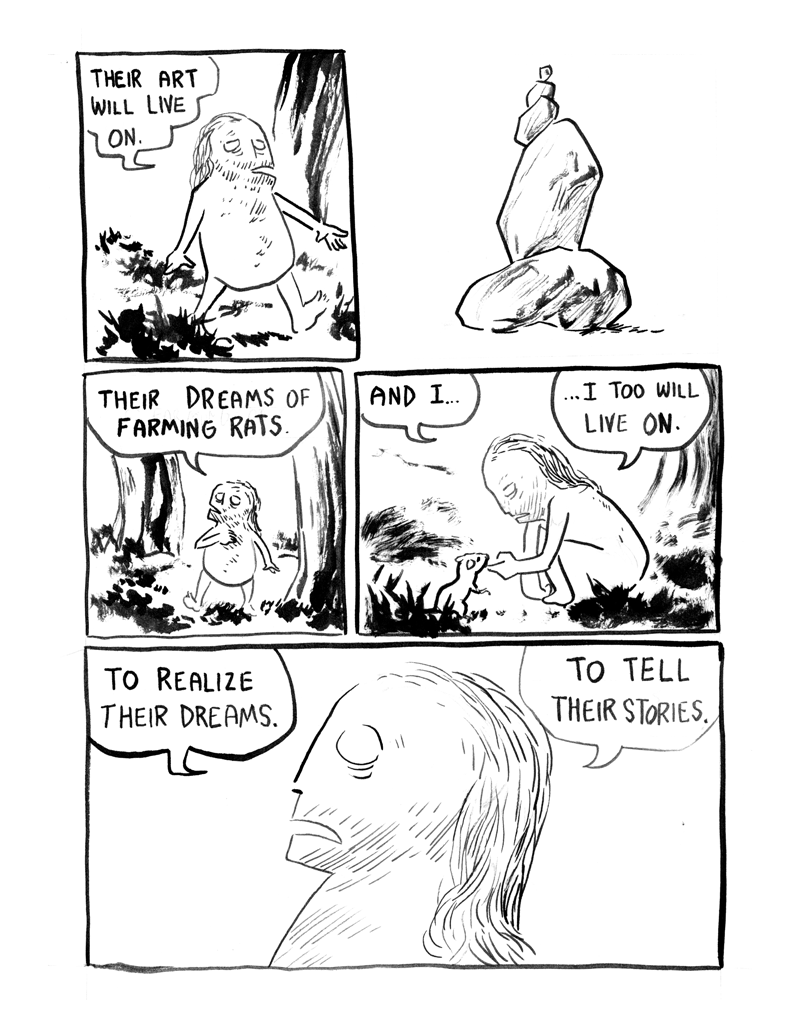 THEIR ART
WILL LIVE
ON.
THEIR DREAMS OF
FARMING RATS.
AND I...
...I TOO WILL
LIVE ON.
TO REALIZE
THEIR DREAMS.
TO TELL
THEIR STORIES.